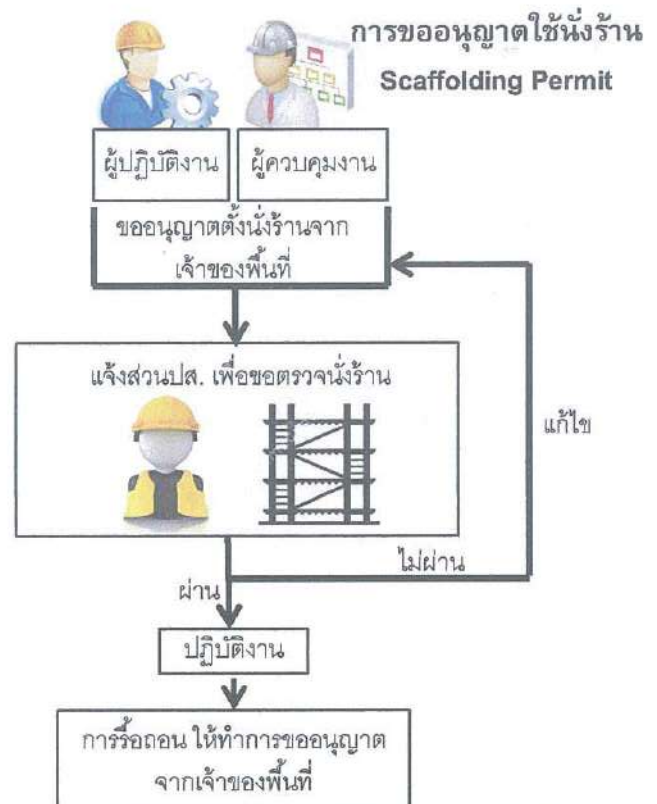 การขออนุญาตใช้นั่งร้าน
Scaffolding Permit
ผู้ปฏิบัติงาน
ผู้ควบคุมงาน
ขออนุญาตตั้งนั่งร้านจาก
เจ้าของพื้นที่
แจ้งส่วนปส. เพื่อขอตรวจนั่งร้าน
แก้ไข
ไม่ผ่าน
ผ่าน
ปฏิบัติงาน
การรื้อถอน ให้ทำการขออนุญาต
จากเจ้าของพื้นที่